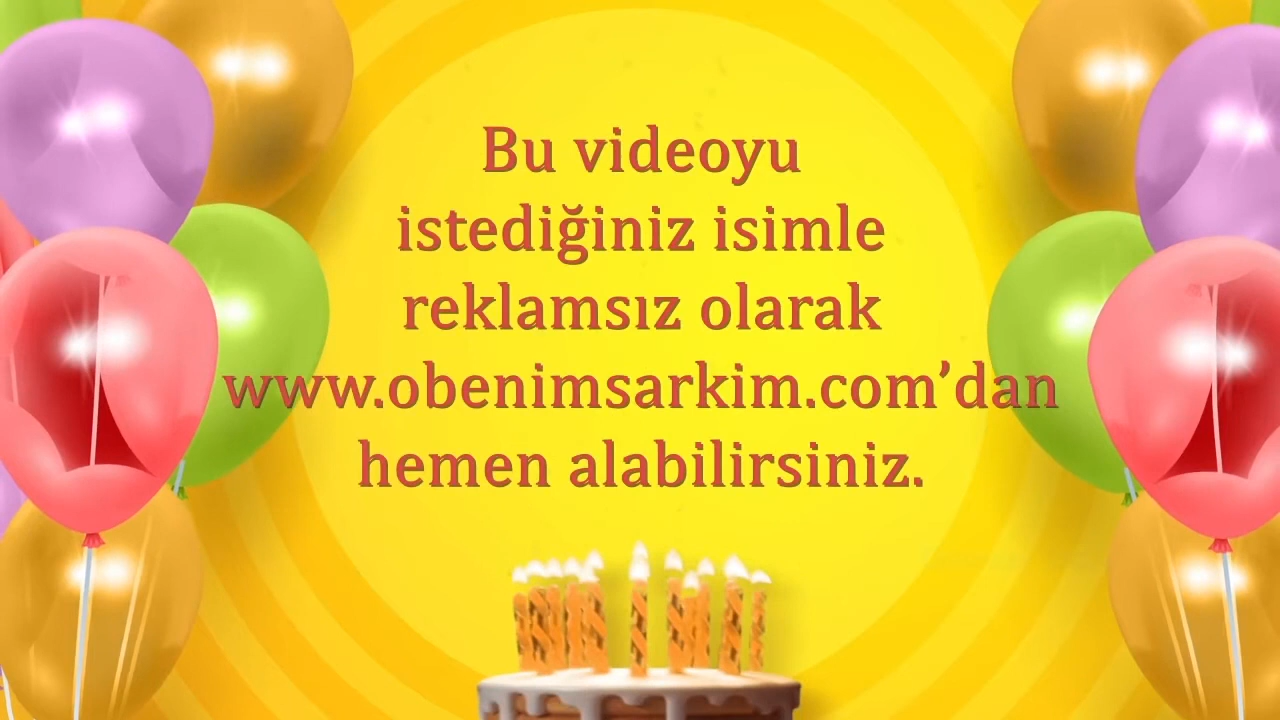 Bu videoyu
istediğiniz isimle
reklamsız olarak
www.obenimsarkim.com’dan
hemen alabilirsiniz.